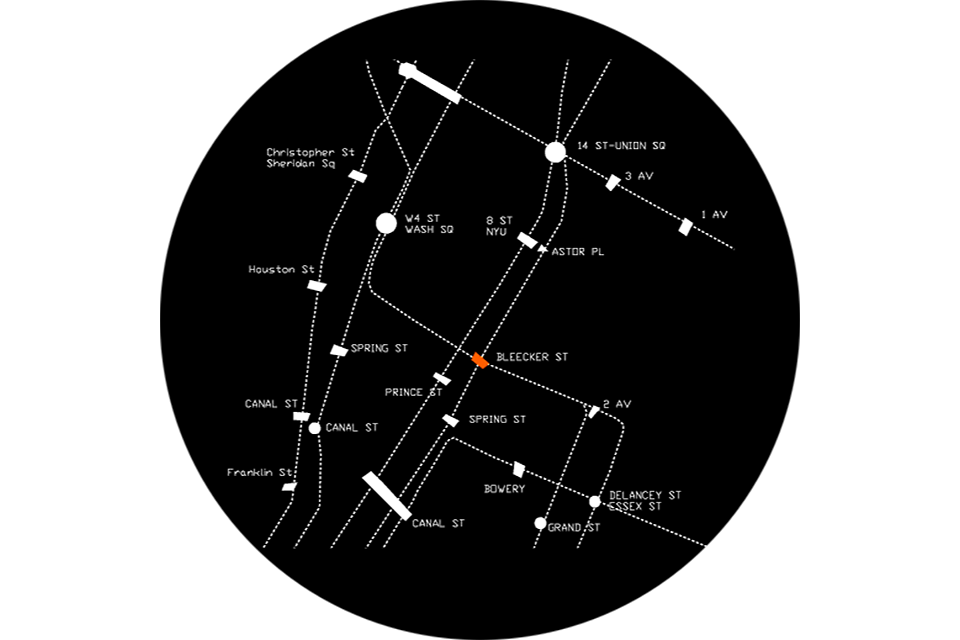 Christopher St
Sheridan Sq
14 ST-UNION SQ
3 AV
1 AV
W4 ST
WASH SQ
8 ST
NYU
ASTOR PL
Houston St
SPRING ST
BLEECKER ST
PRINCE ST
CANAL ST
CANAL ST
2 AV
SPRING ST
Franklin St
BOWERY
DELANCEY ST
ESSEX ST
CANAL ST
GRAND ST